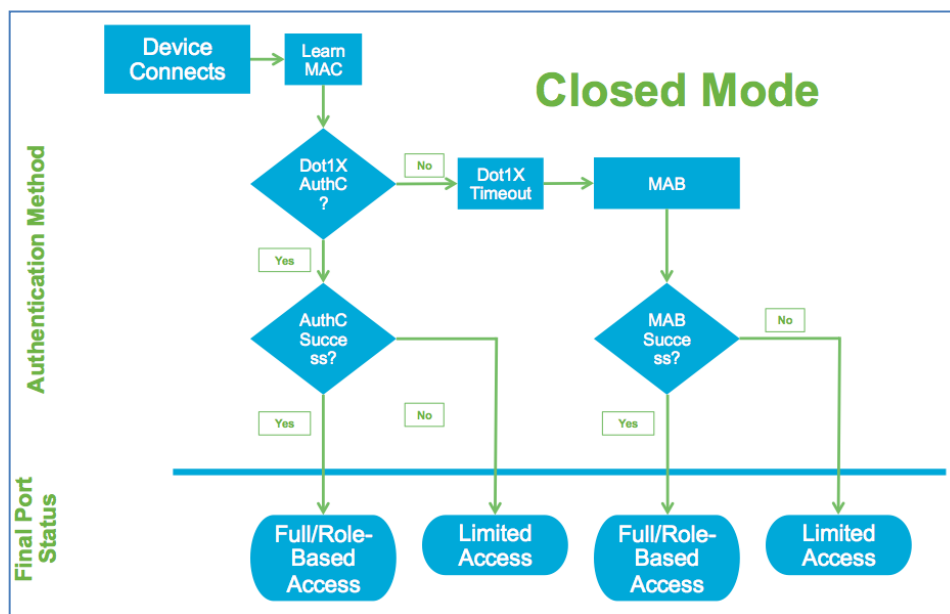 Device
Connects
Learn
MAC
Closed Mode
Authentication Method
Dot1X
AuthC
?
No
Dot1X
Timeout
MAB
Yes
AuthC
Succe
ss?
MAB
Succe
ss?
No
Yes
No
Yes
Final Port
Status
Full/Role-
Based
Access
Limited
Access
Full/Role-
Based
Access
Limited
Access